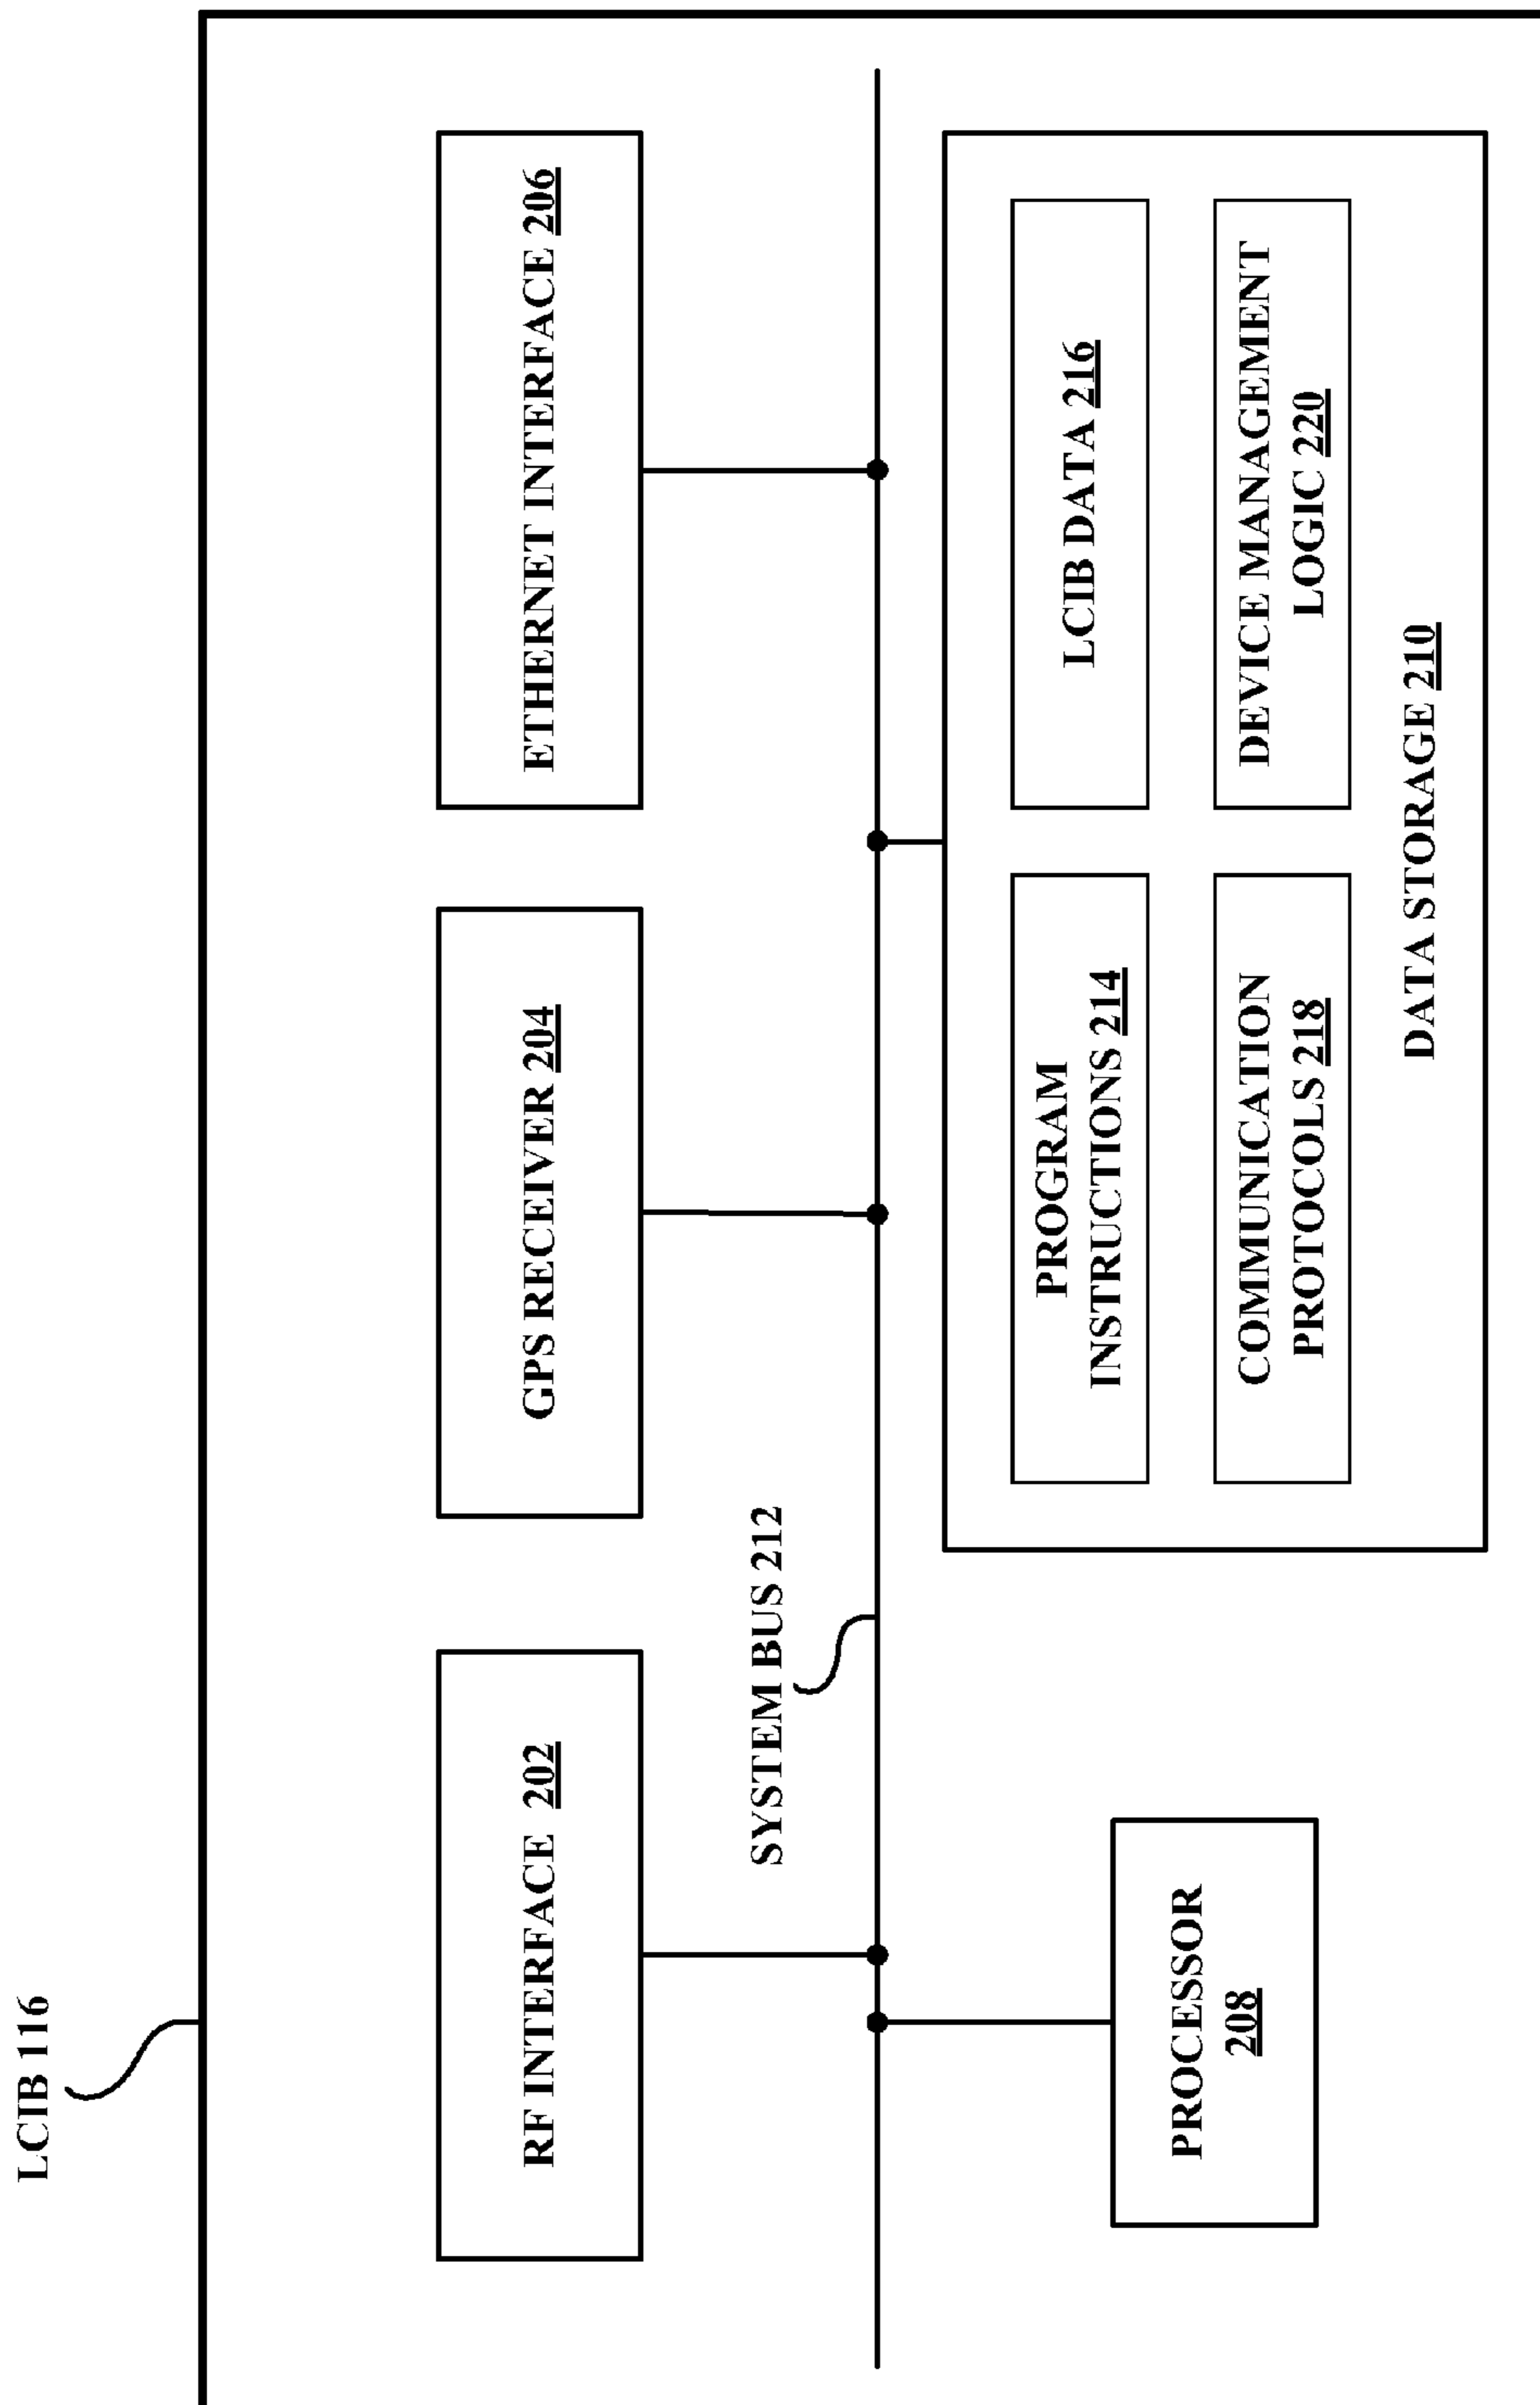 LCIB 116
RF INTERFACE 202
GPS RECEIVER 204
ETHERNET INTERFACE 206
SYSTEM BUS 212
PROCESSOR
208
PROGRAM
INSTRUCTIONS 214
LCIB DATA 216
COMMUNICATION
PROTOCOLS 218
DEVICE MANAGEMENT
LOGIC 220
DATA STORAGE 210